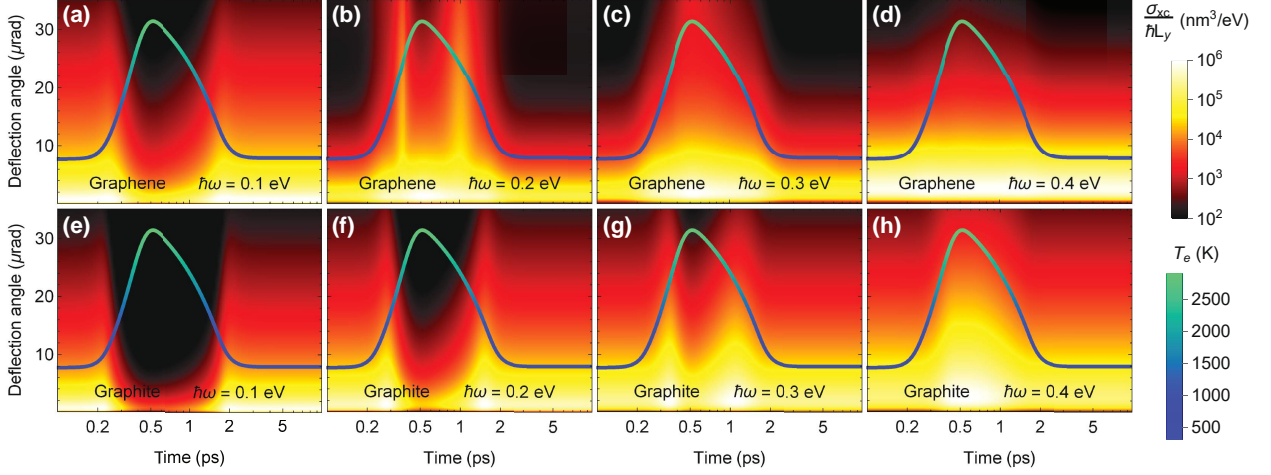 (a) (b) (c) (d)
σxc/ħLy (nm³/eV)
Deflection angle (μrad)
30
20
10
Graphene ħω = 0.1 eV
Graphene ħω = 0.2 eV
Graphene ħω = 0.3 eV
Graphene ħω = 0.4 eV
10⁶
10⁵
10⁴
10³
10²
(e) (f) (g) (h)
Deflection angle (μrad)
30
20
10
Graphite ħω = 0.1 eV
Graphite ħω = 0.2 eV
Graphite ħω = 0.3 eV
Graphite ħω = 0.4 eV
Te (K)
2500
2000
1500
1000
500
0.2 0.5 1 2 5
0.2 0.5 1 2 5
0.2 0.5 1 2 5
0.2 0.5 1 2 5
Time (ps) Time (ps) Time (ps) Time (ps)